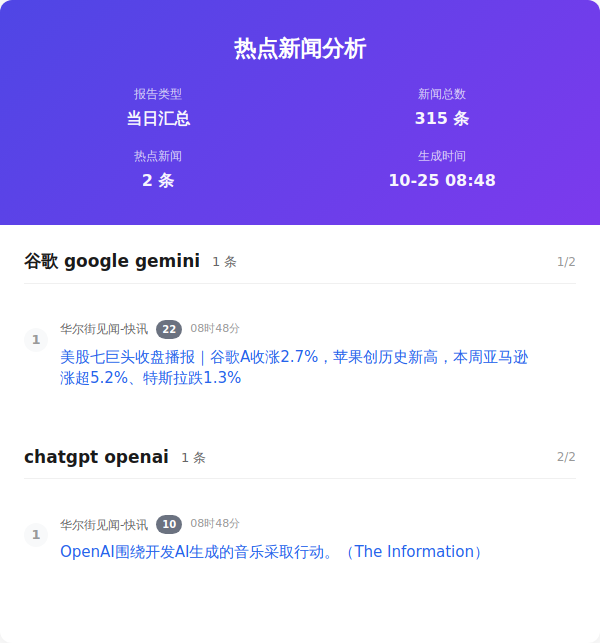 热点新闻分析
报告类型
当日汇总
新闻总数
315 条
热点新闻
2 条
生成时间
10-25 08:48
谷歌 google gemini 1 条 1/2
1
华尔街见闻-快讯 22 08时48分
美股七巨头收盘播报｜谷歌A收涨2.7%，苹果创历史新高，本周亚马逊
涨超5.2%、特斯拉跌1.3%
chatgpt openai 1 条 2/2
1
华尔街见闻-快讯 10 08时48分
OpenAI围绕开发AI生成的音乐采取行动。（The Information）